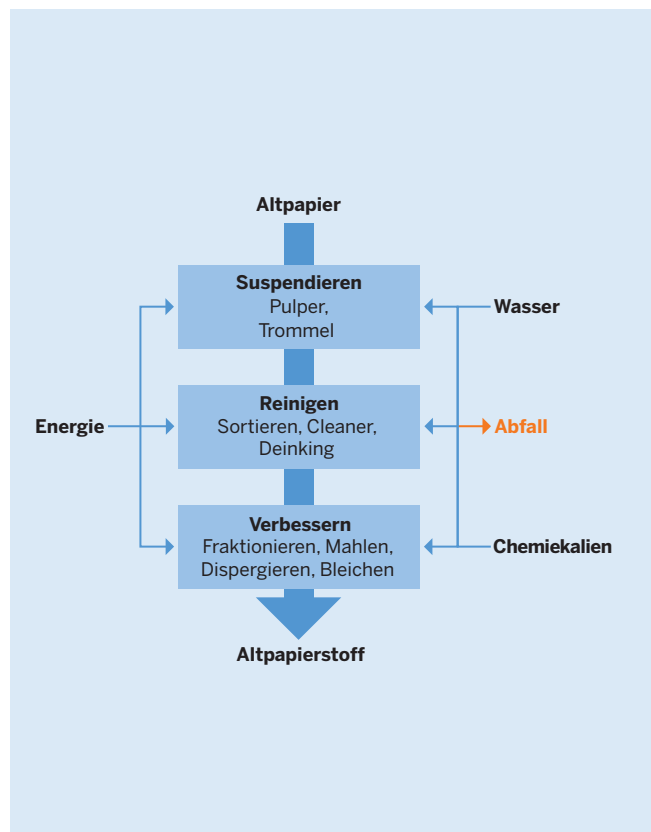 Altpapier
Suspendieren
Pulper,
Trommel
Wasser
Reinigen
Sortieren, Cleaner,
Deinking
Energie
Abfall
Verbessern
Fraktionieren, Mahlen,
Dispergieren, Bleichen
Chemiekalien
Altpapierstoff